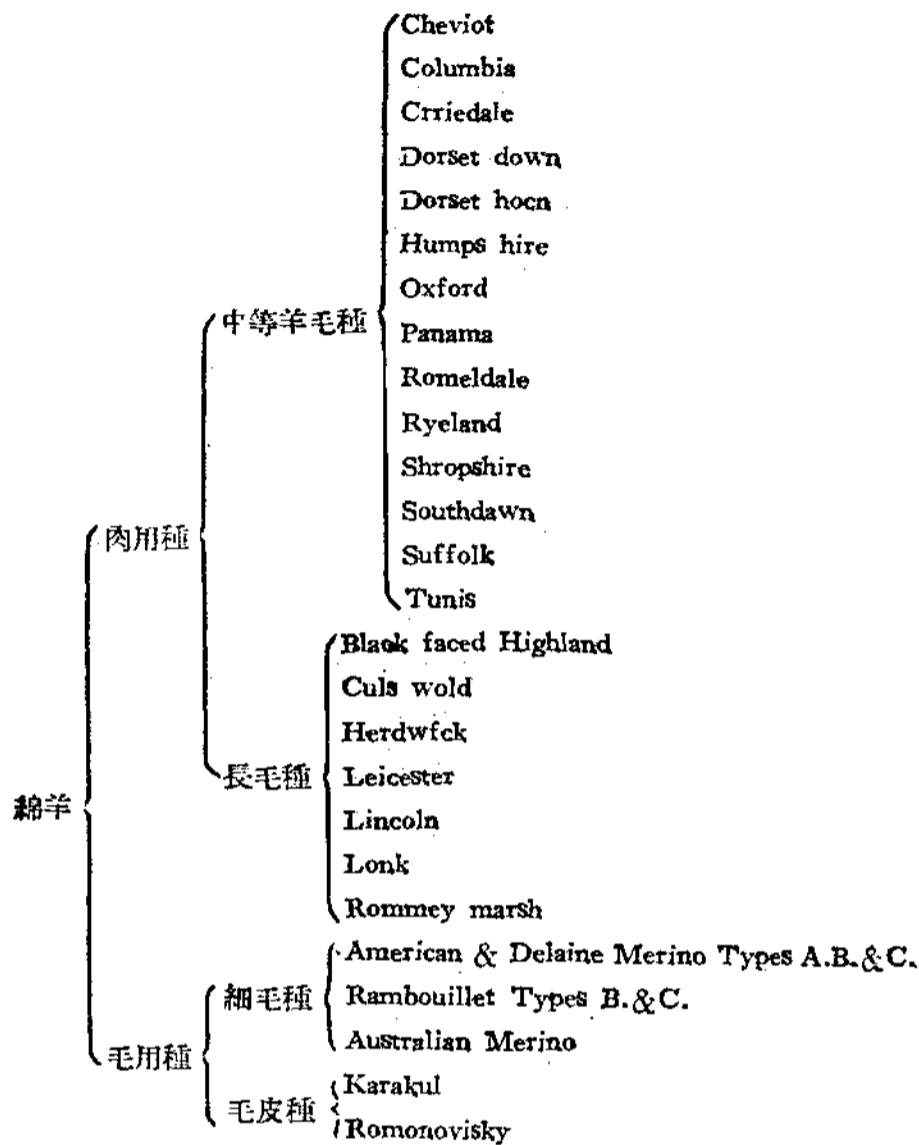 綿羊
肉用種
中等羊毛種
Cheviot
Columbia
Crriedale
Dorset down
Dorset hocn
Humps hire
Oxford
Panama
Romeldale
Ryeland
Shropshire
Southdawn
Suffolk
Tunis
長毛種
Black faced Highland
Culs wold
Herdwfck
Leicester
Lincoln
Lonk
Rommey marsh
毛用種
細毛種
American & Delaine Merino Types A.B.&C.
Rambouillet Types B.&C.
Australian Merino
毛皮種
Karakul
Romonovisky